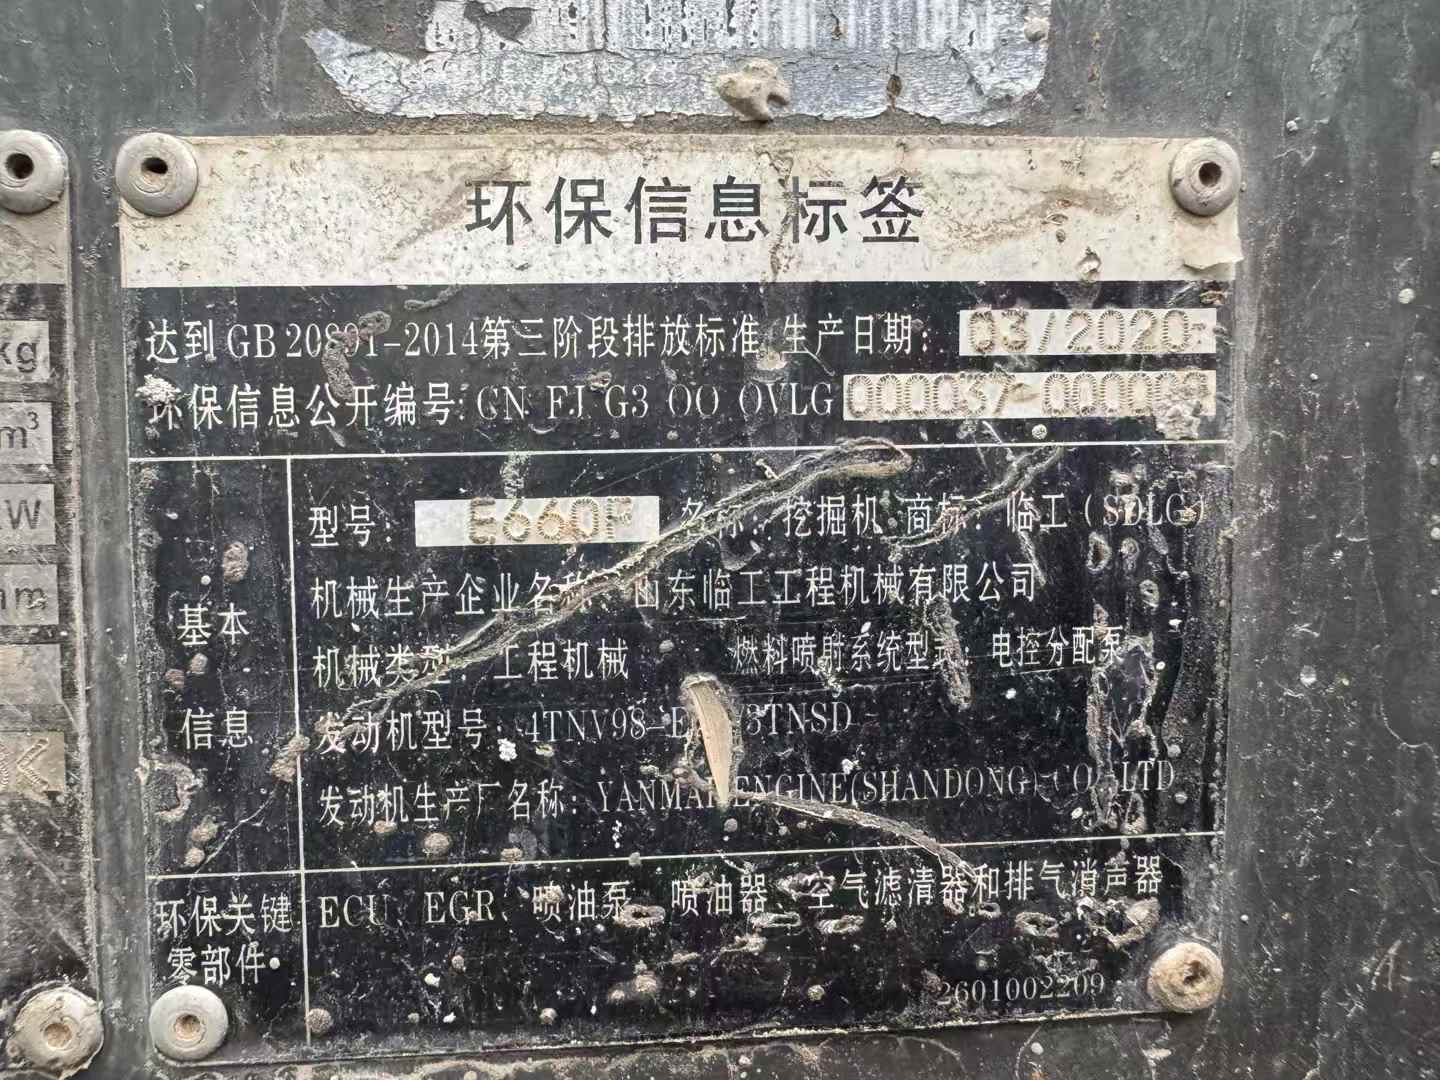 环保信息标签
达到GB 20891-2014第三阶段排放标准 生产日期：03/2020
环保信息公开编号：CN FJ G3 OO OVLG 000037-000001
kg
m³
W
mm
基本
信息
型号：E660F 名称：挖掘机 商标：临工（SDLG）
机械生产企业名称：山东临工工程机械有限公司
机械类型：工程机械 燃料喷射系统型式：电控分配泵
发动机型号：4TNV98-E 3TNSD
发动机生产厂名称：YANMAR ENGINE(SHANDONG) CO. LTD
环保关键
零部件
ECU、EGR、喷油泵、喷油器、空气滤清器和排气消声器
2601002209